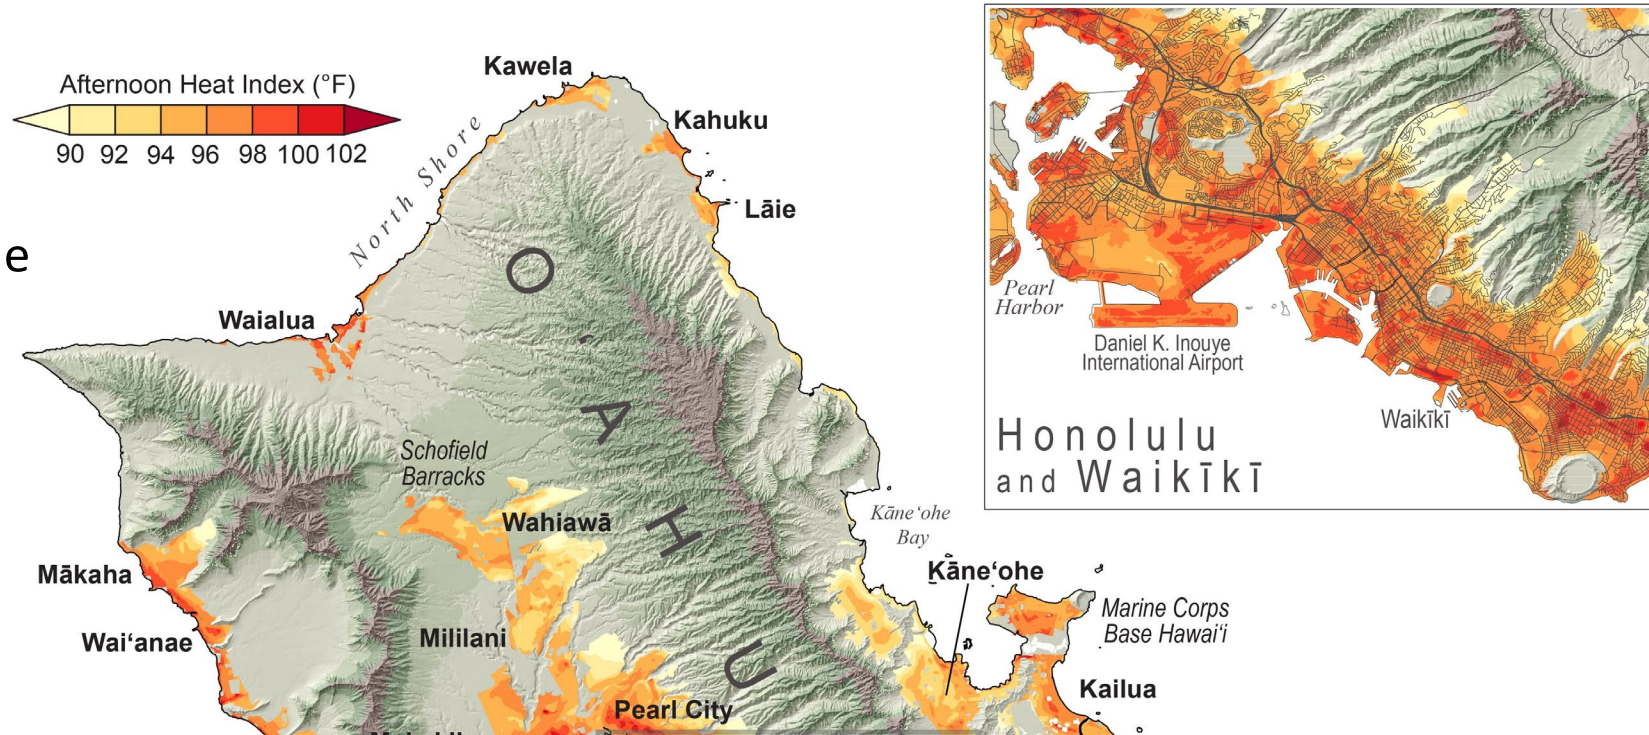 Afternoon Heat Index (°F)
90 92 94 96 98 100 102
e
Kawela
Kahuku
North Shore
Lāie
Waialua
Schofield
Barracks
Wahiawā
Mākaha
Wai‘anae
Mililani
Pearl City
O
A
H
U
Kāne‘ohe
Bay
Kāne‘ohe
Marine Corps
Base Hawai‘i
Kailua
Pearl
Harbor
Daniel K. Inouye
International Airport
Waikīkī
Honolulu
and Waikīkī